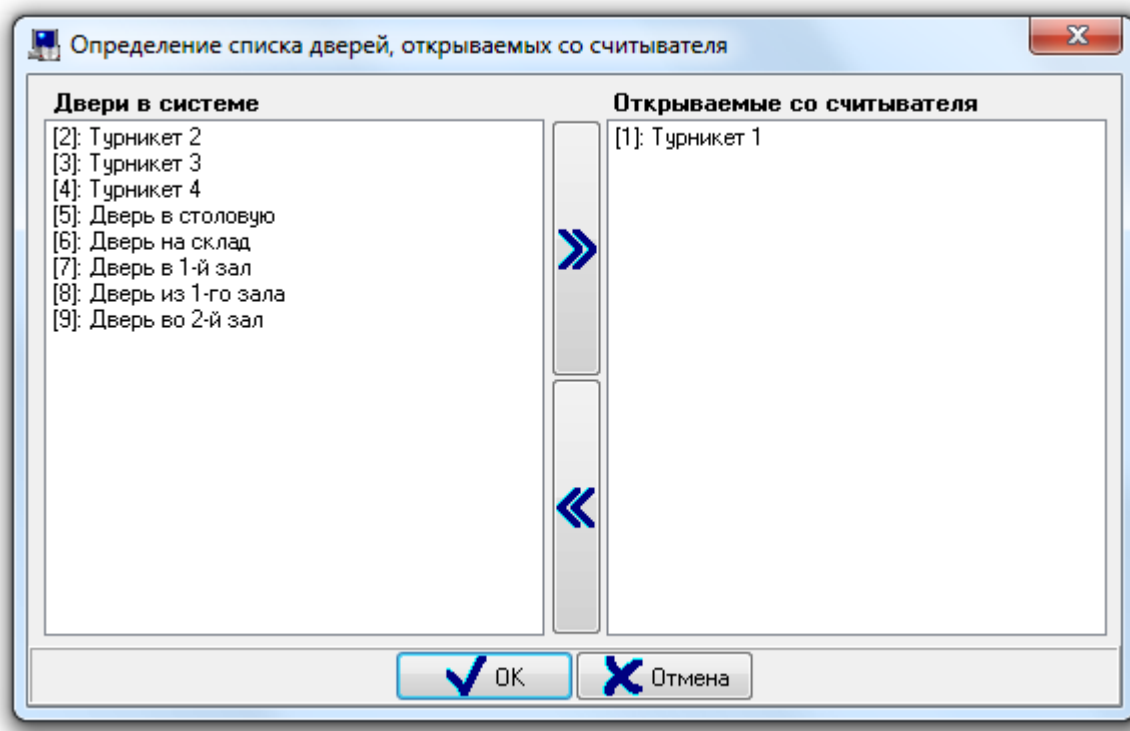 Определение списка дверей, открываемых со считывателя
Двери в системе
[2]: Турникет 2
[3]: Турникет 3
[4]: Турникет 4
[5]: Дверь в столовую
[6]: Дверь на склад
[7]: Дверь в 1-й зал
[8]: Дверь из 1-го зала
[9]: Дверь во 2-й зал
Открываемые со считывателя
[1]: Турникет 1
OK
Отмена